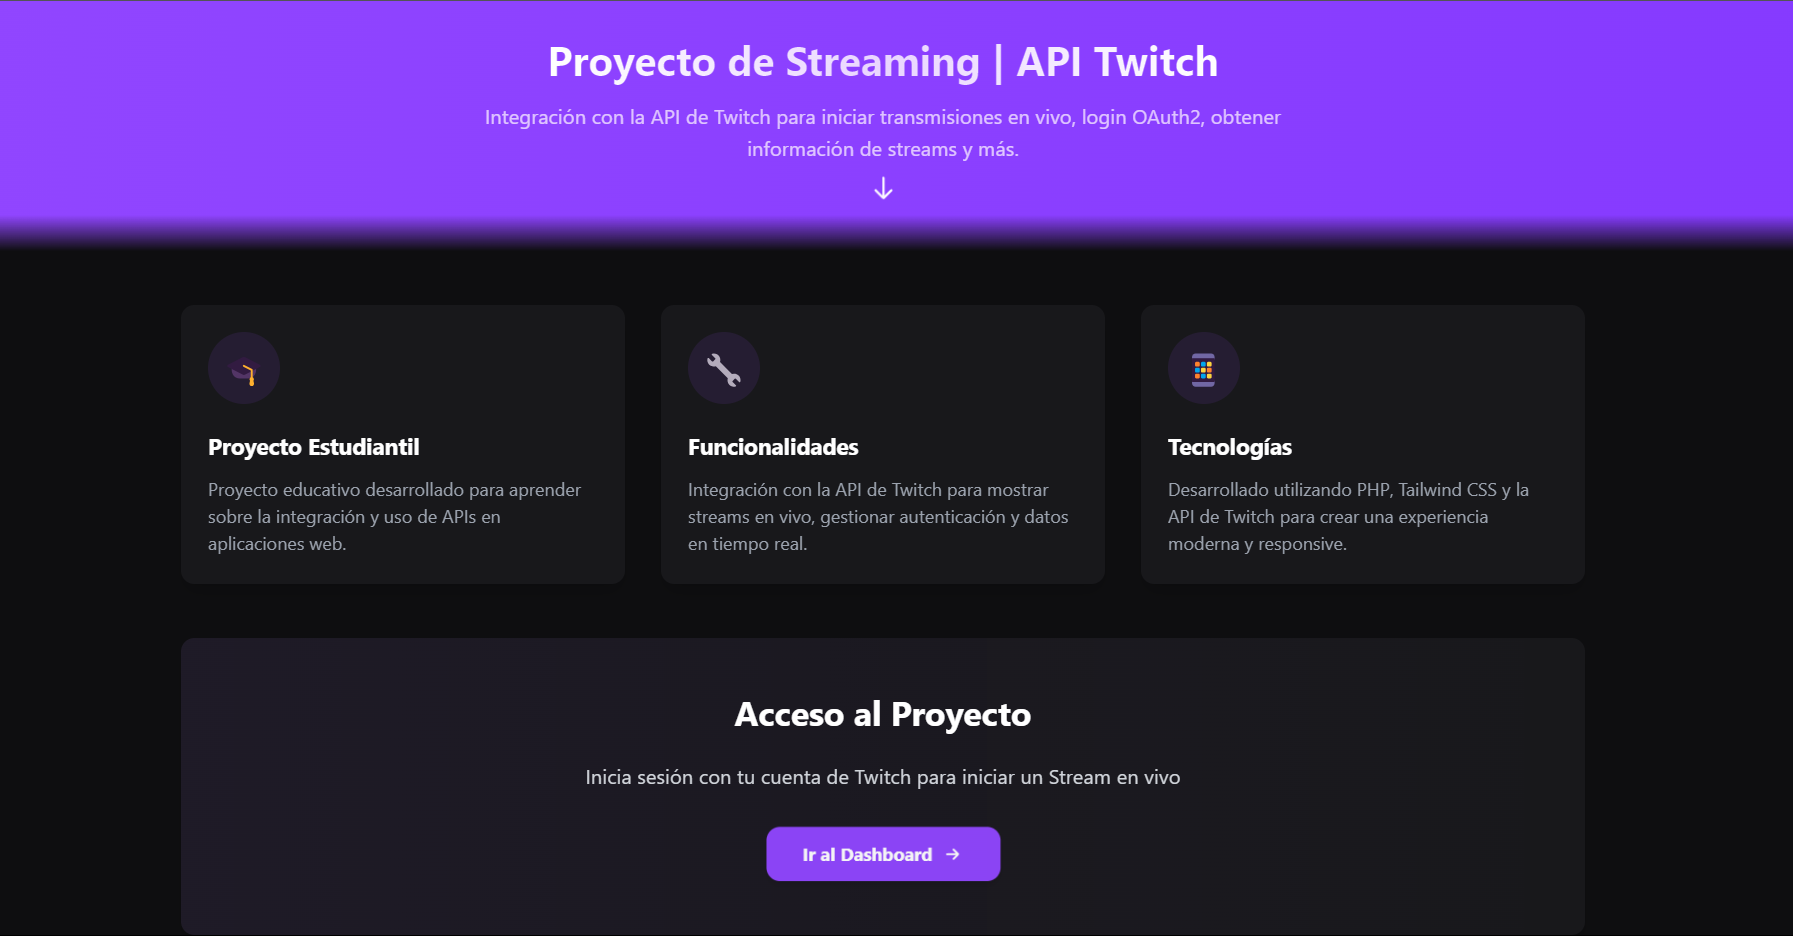 Proyecto de Streaming | API Twitch
Integración con la API de Twitch para iniciar transmisiones en vivo, login OAuth2, obtener
información de streams y más.
Proyecto Estudiantil
Proyecto educativo desarrollado para aprender
sobre la integración y uso de APIs en
aplicaciones web.
Funcionalidades
Integración con la API de Twitch para mostrar
streams en vivo, gestionar autenticación y datos
en tiempo real.
Tecnologías
Desarrollado utilizando PHP, Tailwind CSS y la
API de Twitch para crear una experiencia
moderna y responsive.
Acceso al Proyecto
Inicia sesión con tu cuenta de Twitch para iniciar un Stream en vivo
Ir al Dashboard →